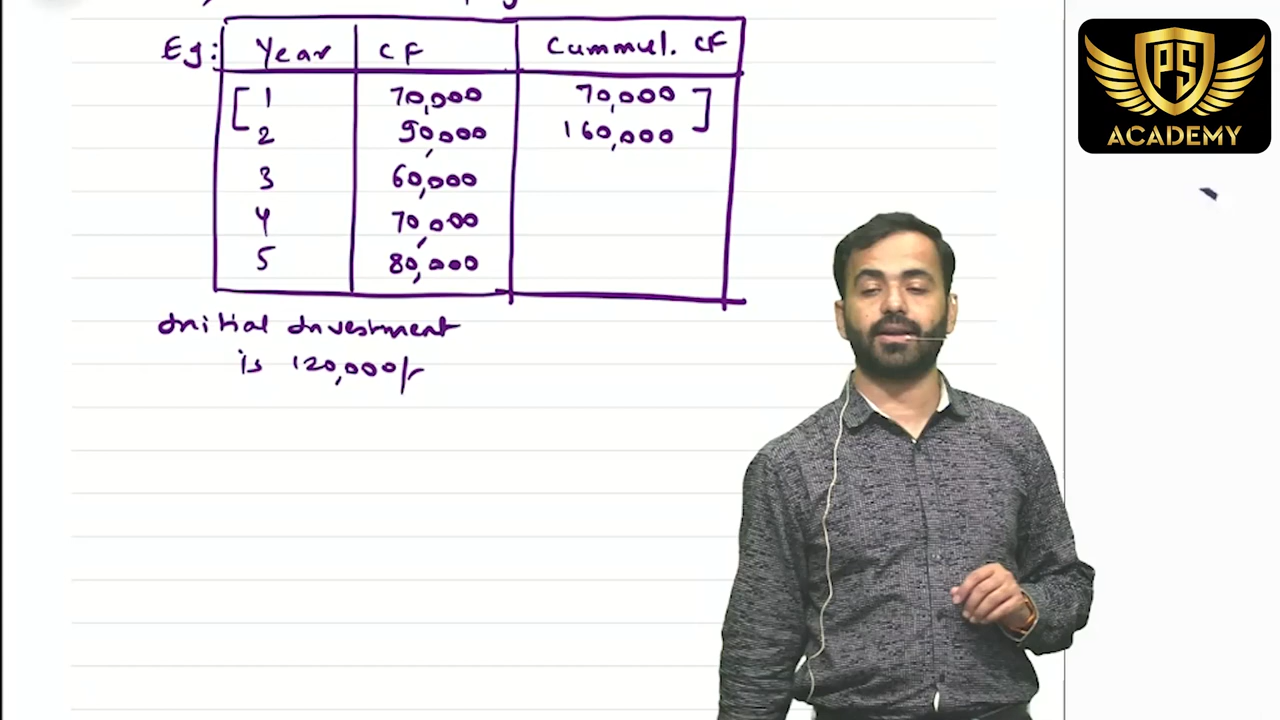 Eg: Year CF Cummul. CF
1 70,000 70,000
2 90,000 160,000
3 60,000
4 70,000
5 80,000
Initial Investment
is 120,000/-
PS
ACADEMY